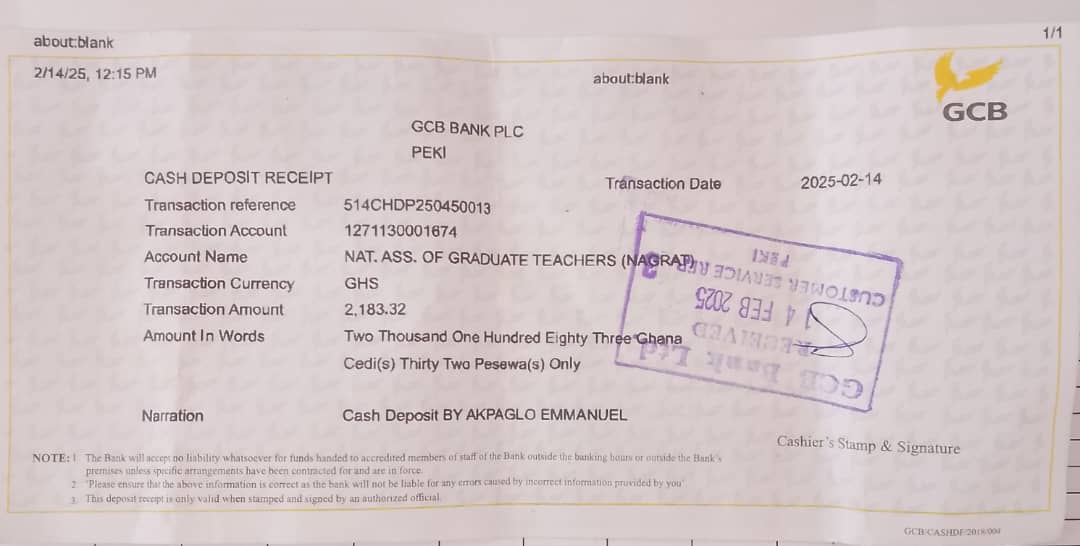 about:blank
1/1
2/14/25, 12:15 PM
about:blank
GCB
GCB BANK PLC
PEKI
CASH DEPOSIT RECEIPT
Transaction Date 2025-02-14
Transaction reference 514CHDP250450013
Transaction Account 1271130001674
Account Name NAT. ASS. OF GRADUATE TEACHERS (NAGRAT)
Transaction Currency GHS
Transaction Amount 2,183.32
Amount In Words Two Thousand One Hundred Eighty Three Ghana
Cedi(s) Thirty Two Pesewa(s) Only
Narration Cash Deposit BY AKPAGLO EMMANUEL
GCB Bank Ltd
RECEIVED
14 FEB 2025
CUSTOMER SERVICE REP. 3
PEKI
Cashier's Stamp & Signature
NOTE: 1 The Bank will accept no liability whatsoever for funds handed to accredited members of staff of the Bank outside the banking hours or outside the Bank's
premises unless specific arrangements have been contracted for and are in force.
2. "Please ensure that the above information is correct as the bank will not be liable for any errors caused by incorrect information provided by you"
3. This deposit receipt is only valid when stamped and signed by an authorized official.
GCB/CASHDF/2018/004